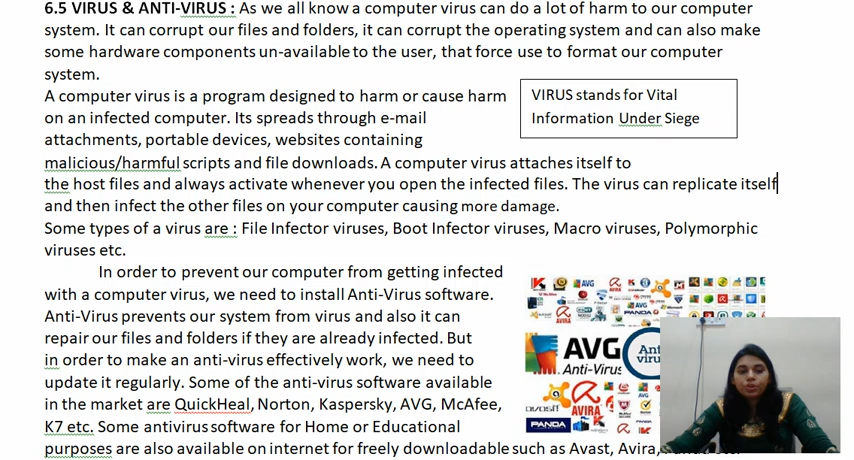 6.5 VIRUS & ANTI-VIRUS : As we all know a computer virus can do a lot of harm to our computer
system. It can corrupt our files and folders, it can corrupt the operating system and can also make
some hardware components un-available to the user, that force use to format our computer
system.
A computer virus is a program designed to harm or cause harm
on an infected computer. Its spreads through e-mail
attachments, portable devices, websites containing
malicious/harmful scripts and file downloads. A computer virus attaches itself to
the host files and always activate whenever you open the infected files. The virus can replicate itself
and then infect the other files on your computer causing more damage.
Some types of a virus are : File Infector viruses, Boot Infector viruses, Macro viruses, Polymorphic
viruses etc.
VIRUS stands for Vital
Information Under Siege
In order to prevent our computer from getting infected
with a computer virus, we need to install Anti-Virus software.
Anti-Virus prevents our system from virus and also it can
repair our files and folders if they are already infected. But
in order to make an anti-virus effectively work, we need to
update it regularly. Some of the anti-virus software available
in the market are QuickHeal, Norton, Kaspersky, AVG, McAfee,
K7 etc. Some antivirus software for Home or Educational
purposes are also available on internet for freely downloadable such as Avast, Avira,
AVG
AVIRA
PANDA
AVG
Anti-Virus
Anti
viru
avast!
AVIRA
PANDA